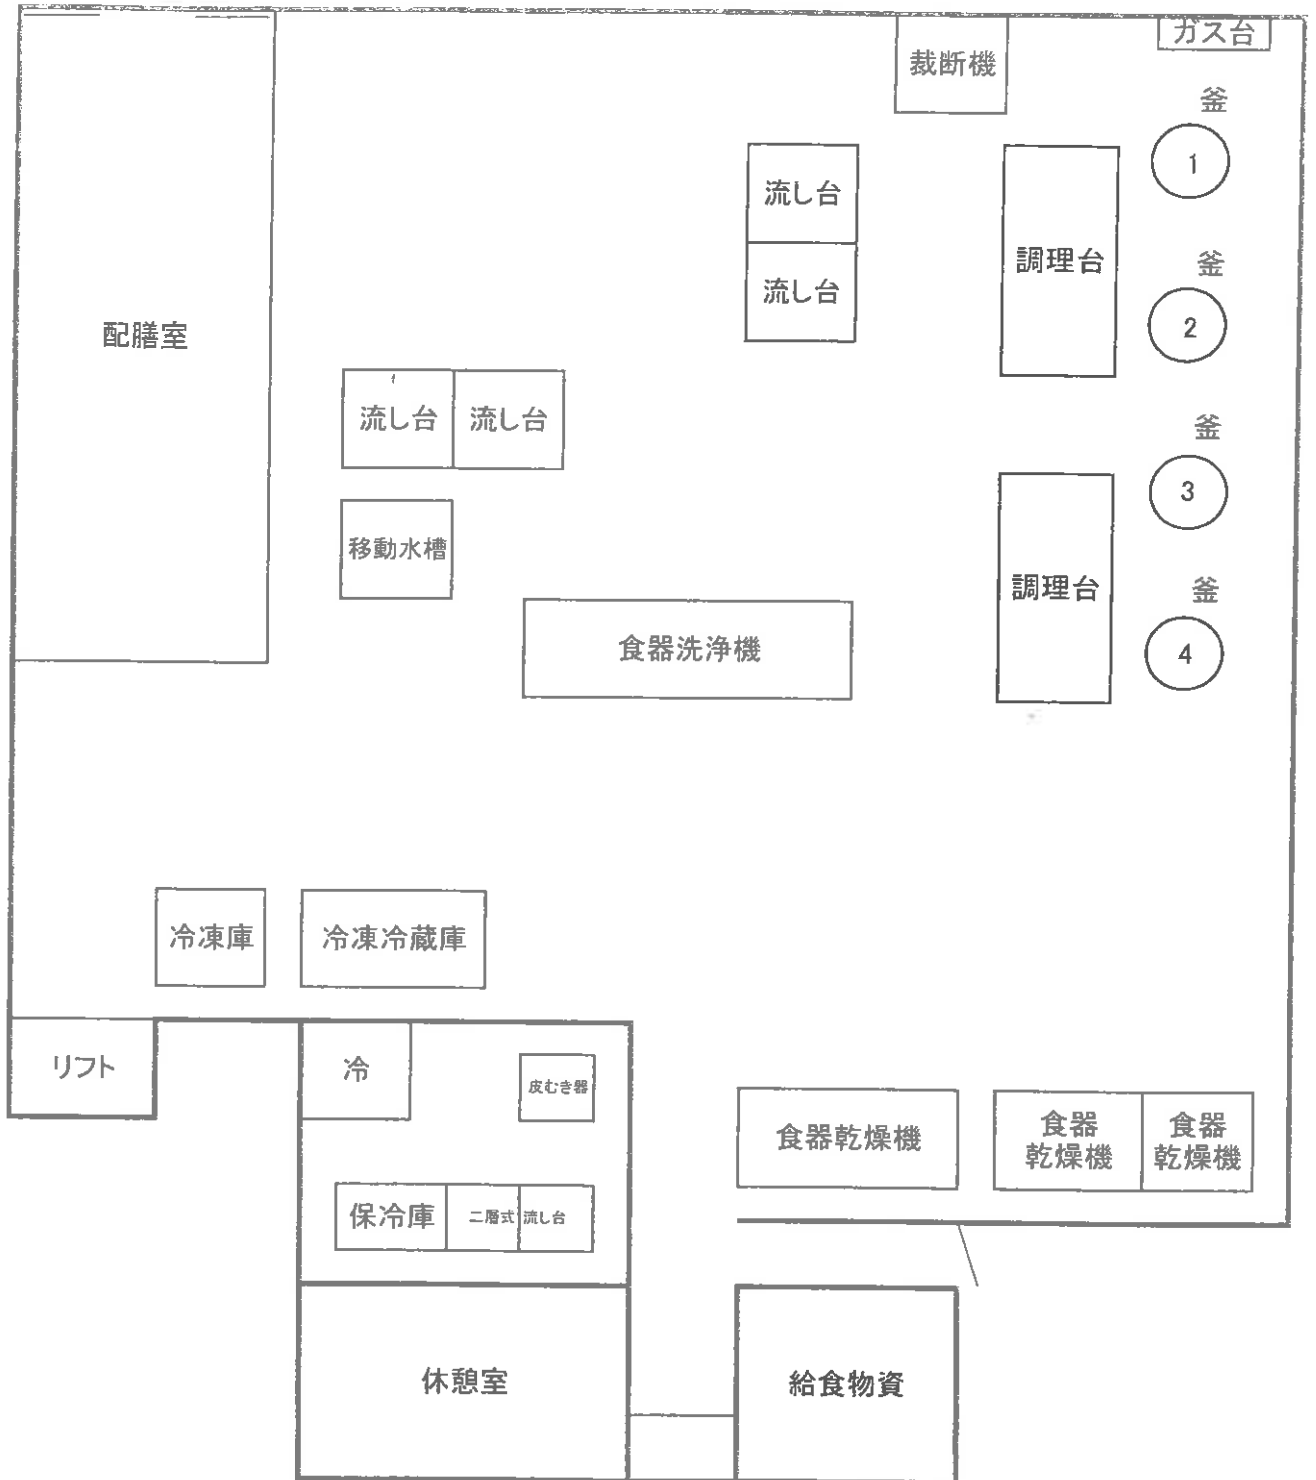 ガス台
裁断機
釜
1
流し台
調理台
釜
流し台
2
配膳室
流し台
流し台
釜
3
移動水槽
調理台
釜
食器洗浄機
4
冷凍庫
冷凍冷蔵庫
リフト
冷
皮むき器
食器乾燥機
食器
乾燥機
食器
乾燥機
保冷庫
二層式
流し台
休憩室
給食物資